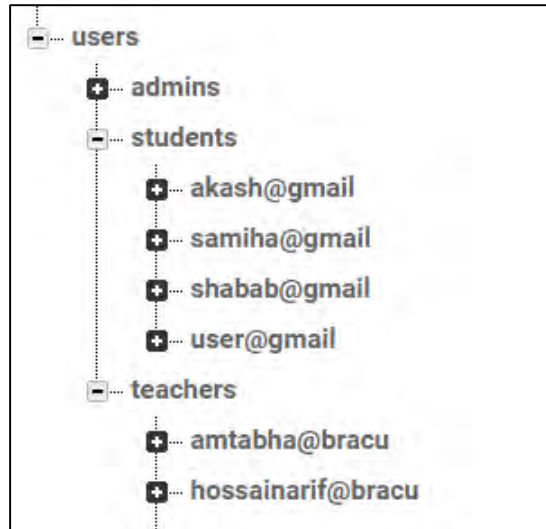 users
admins
students
akash@gmail
samiha@gmail
shabab@gmail
user@gmail
teachers
amtabha@bracu
hossainarif@bracu